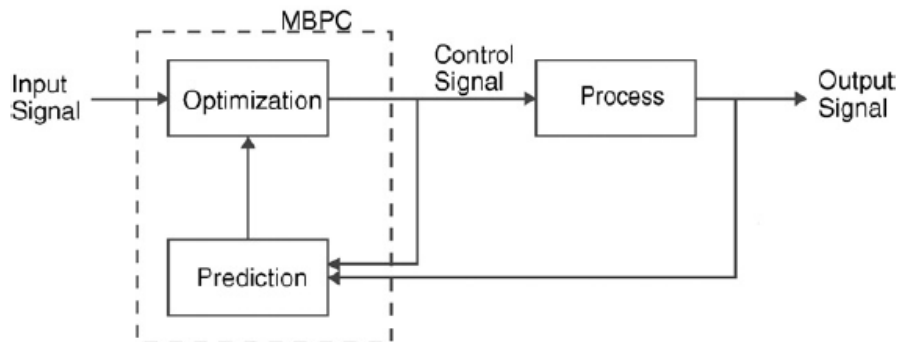 MBPC
Input
Signal
Optimization
Control
Signal
Process
Output
Signal
Prediction